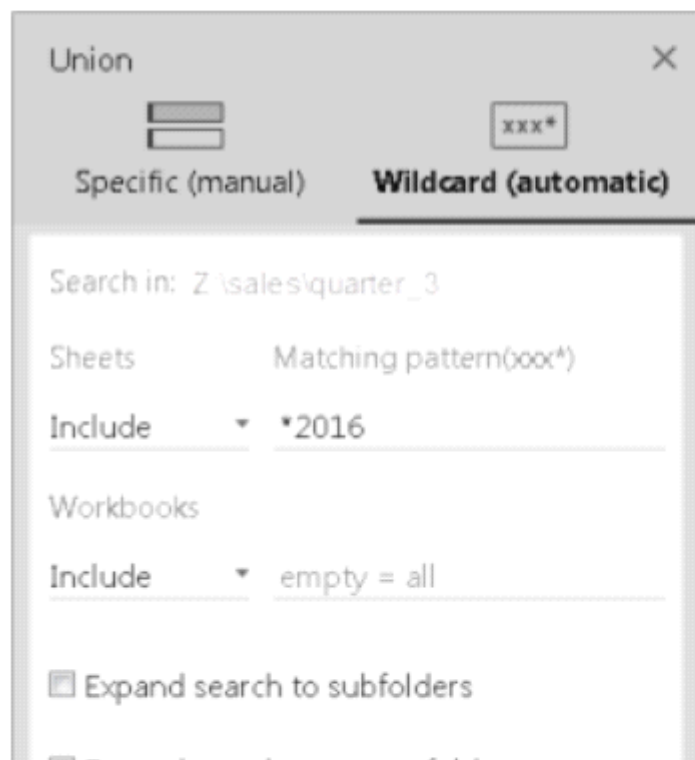 Union
xxx*
Specific (manual) Wildcard (automatic)
Search in: Z:\sales\quarter_3
Sheets Matching pattern(xxx*)
Include *2016
Workbooks
Include empty = all
Expand search to subfolders